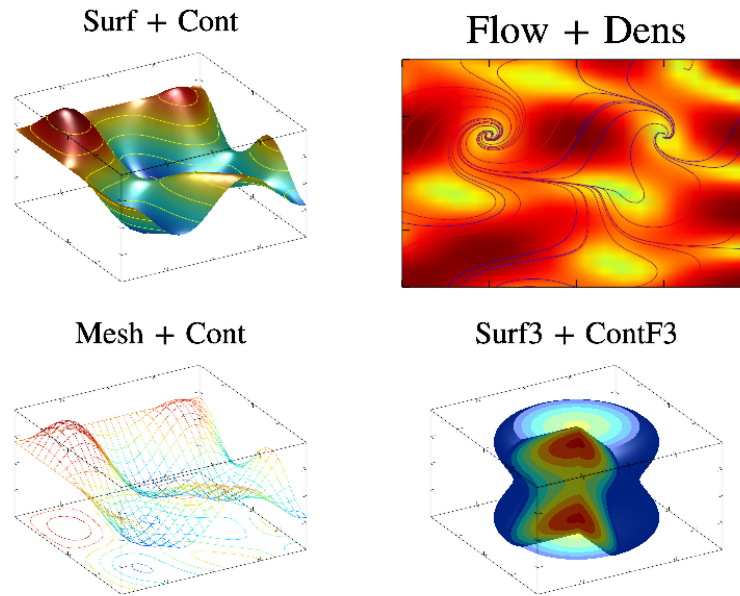 Surf + Cont
Flow + Dens
Mesh + Cont
Surf3 + ContF3